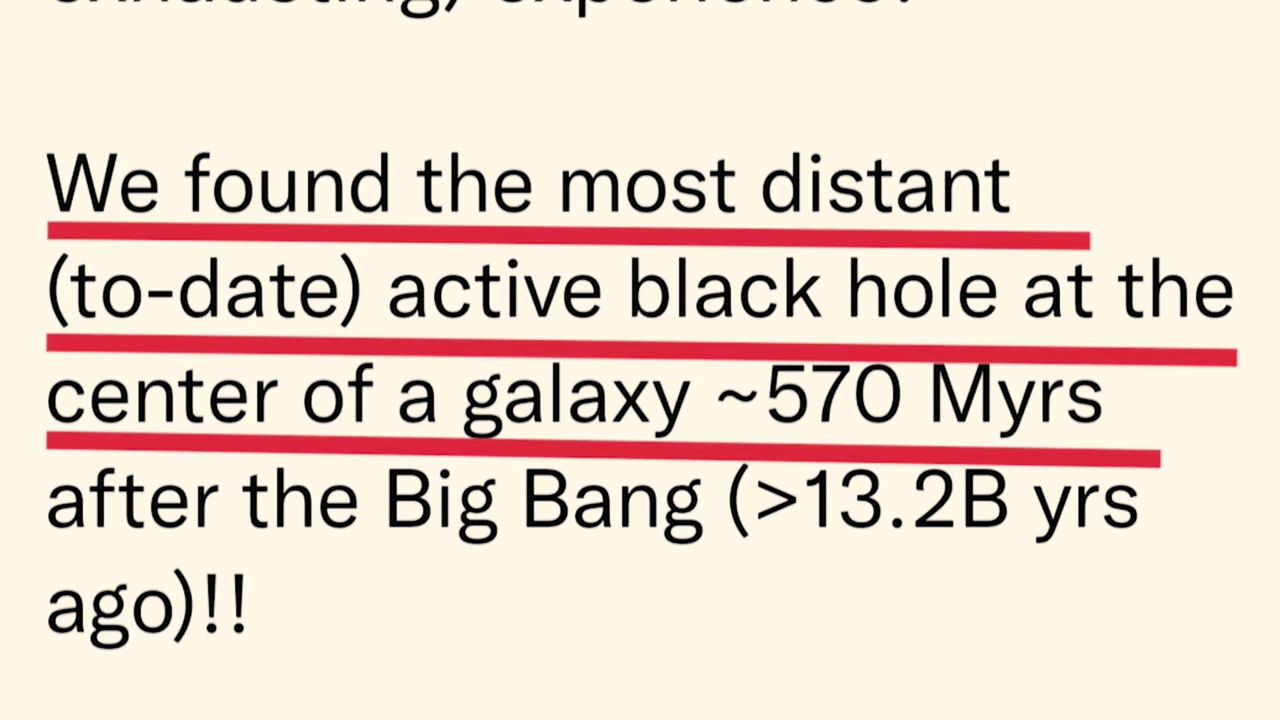 We found the most distant
(to-date) active black hole at the
center of a galaxy ~570 Myrs
after the Big Bang (>13.2B yrs
ago)!!